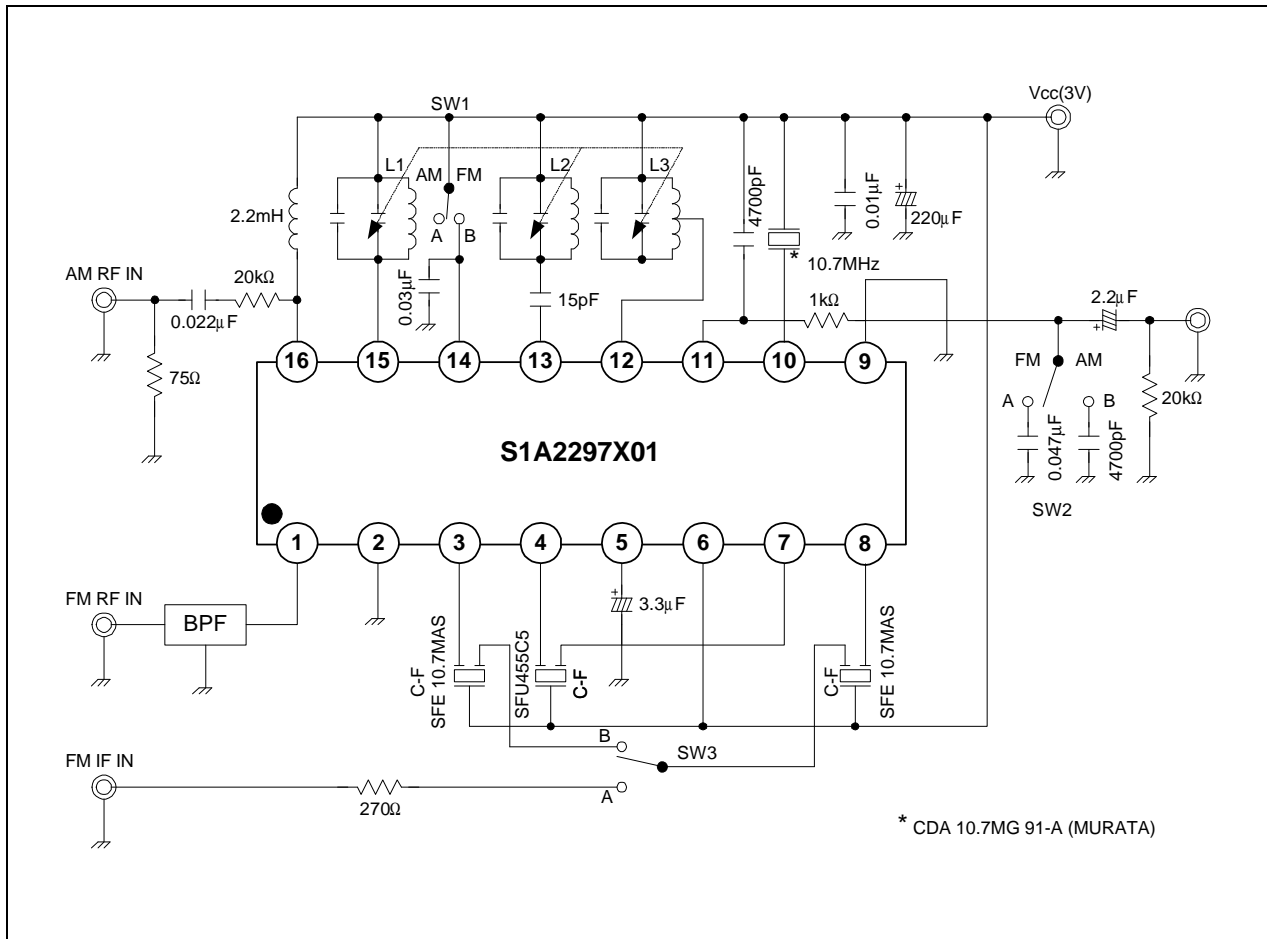 Vcc(3V)
SW1
L1
L2
L3
AM FM
A
B
2.2mH
4700pF
0.01µF
220µF
* 10.7MHz
AM RF IN
20kΩ
0.022µF
0.03µF
15pF
1kΩ
2.2µF
75Ω
16 15 14 13 12 11 10 9
FM AM
A
B
20kΩ
0.047µF
4700pF
SW2
S1A2297X01
1 2 3 4 5 6 7 8
FM RF IN
BPF
3.3µF
C-F
SFE 10.7MAS
SFU455C5
C-F
C-F
SFE 10.7MAS
B
SW3
A
FM IF IN
270Ω
* CDA 10.7MG 91-A (MURATA)
+
+
+